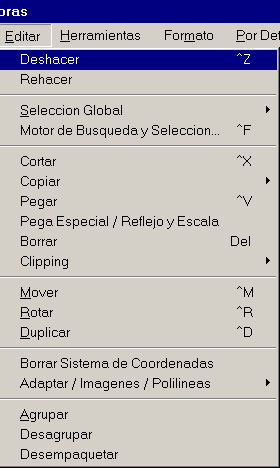 oras
Editar Herramientas Formato Por Def
Deshacer ^Z
Rehacer
Seleccion Global
Motor de Busqueda y Seleccion... ^F
Cortar ^X
Copiar
Pegar ^V
Pega Especial / Reflejo y Escala
Borrar Del
Clipping
Mover ^M
Rotar ^R
Duplicar ^D
Borrar Sistema de Coordenadas
Adaptar / Imagenes / Polilineas
Agrupar
Desagrupar
Desempaquetar